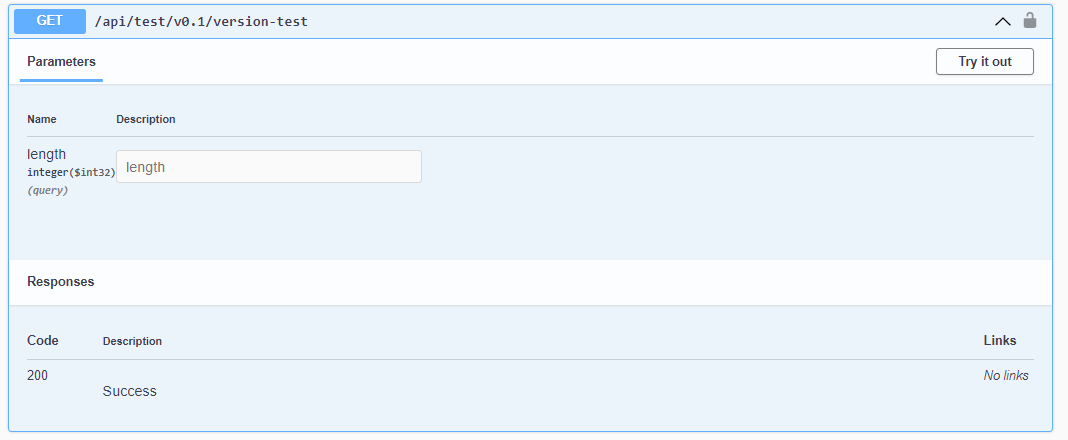 GET /api/test/v0.1/version-test
Parameters
Try it out
Name Description
length
integer($int32)
(query)
length
Responses
Code Description Links
200 Success No links